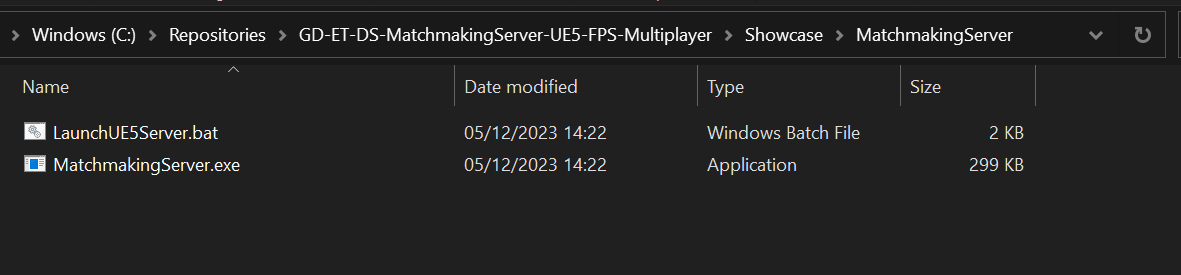 Windows (C:) Repositories GD-ET-DS-MatchmakingServer-UE5-FPS-Multiplayer Showcase MatchmakingServer
Name Date modified Type Size
LaunchUE5Server.bat 05/12/2023 14:22 Windows Batch File 2 KB
MatchmakingServer.exe 05/12/2023 14:22 Application 299 KB